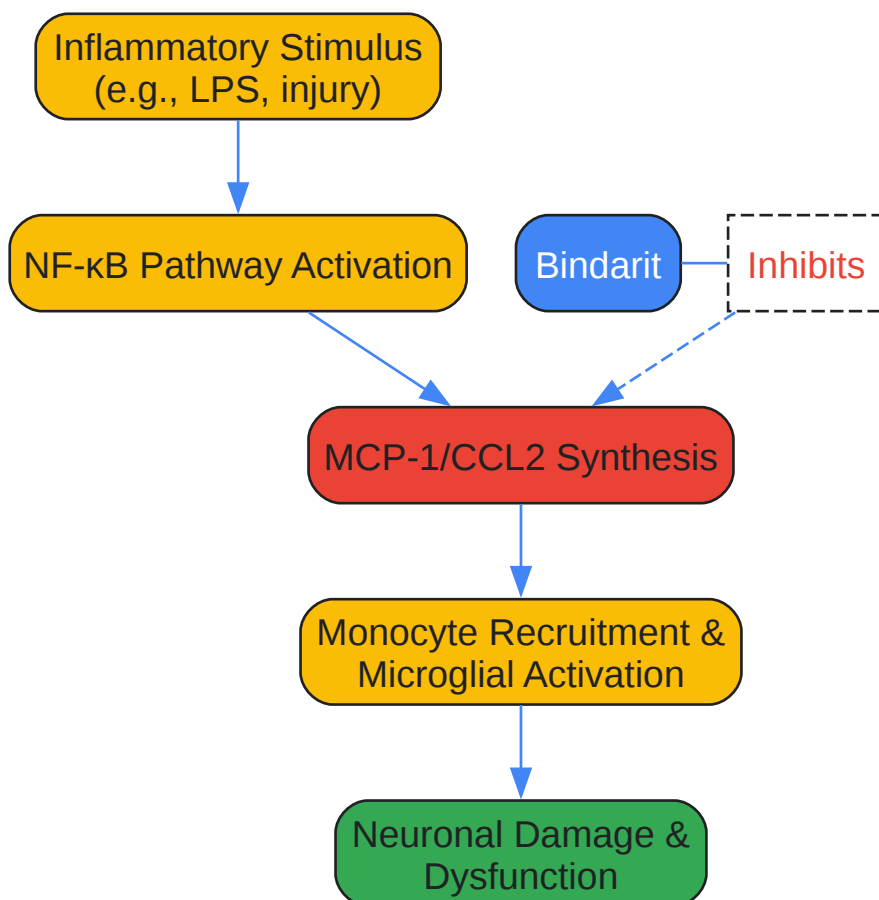 Inflammatory Stimulus
(e.g., LPS, injury)
NF-κB Pathway Activation
Bindarit
Inhibits
MCP-1/CCL2 Synthesis
Monocyte Recruitment &
Microglial Activation
Neuronal Damage &
Dysfunction